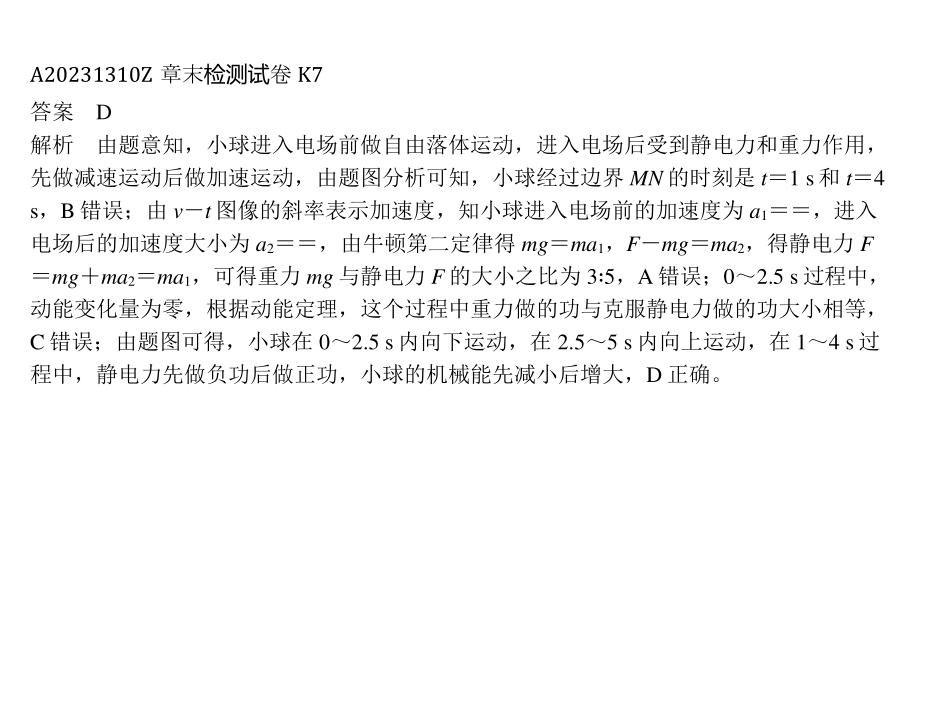 A20231310Z 章末检测试卷 K7
答案　D
解析　由题意知，小球进入电场前做自由落体运动，进入电场后受到静电力和重力作用，
先做减速运动后做加速运动，由题图分析可知，小球经过边界 MN 的时刻是 t＝1 s 和 t＝4
s，B 错误；由 v－t 图像的斜率表示加速度，知小球进入电场前的加速度为 a₁＝＝，进入
电场后的加速度大小为 a₂＝＝，由牛顿第二定律得 mg＝ma₁，F－mg＝ma₂，得静电力 F
＝mg＋ma₂＝ma₁，可得重力 mg 与静电力 F 的大小之比为 3∶5，A 错误；0～2.5 s 过程中，
动能变化量为零，根据动能定理，这个过程中重力做的功与克服静电力做的功大小相等，
C 错误；由题图可得，小球在 0～2.5 s 内向下运动，在 2.5～5 s 内向上运动，在 1～4 s 过
程中，静电力先做负功后做正功，小球的机械能先减小后增大，D 正确。